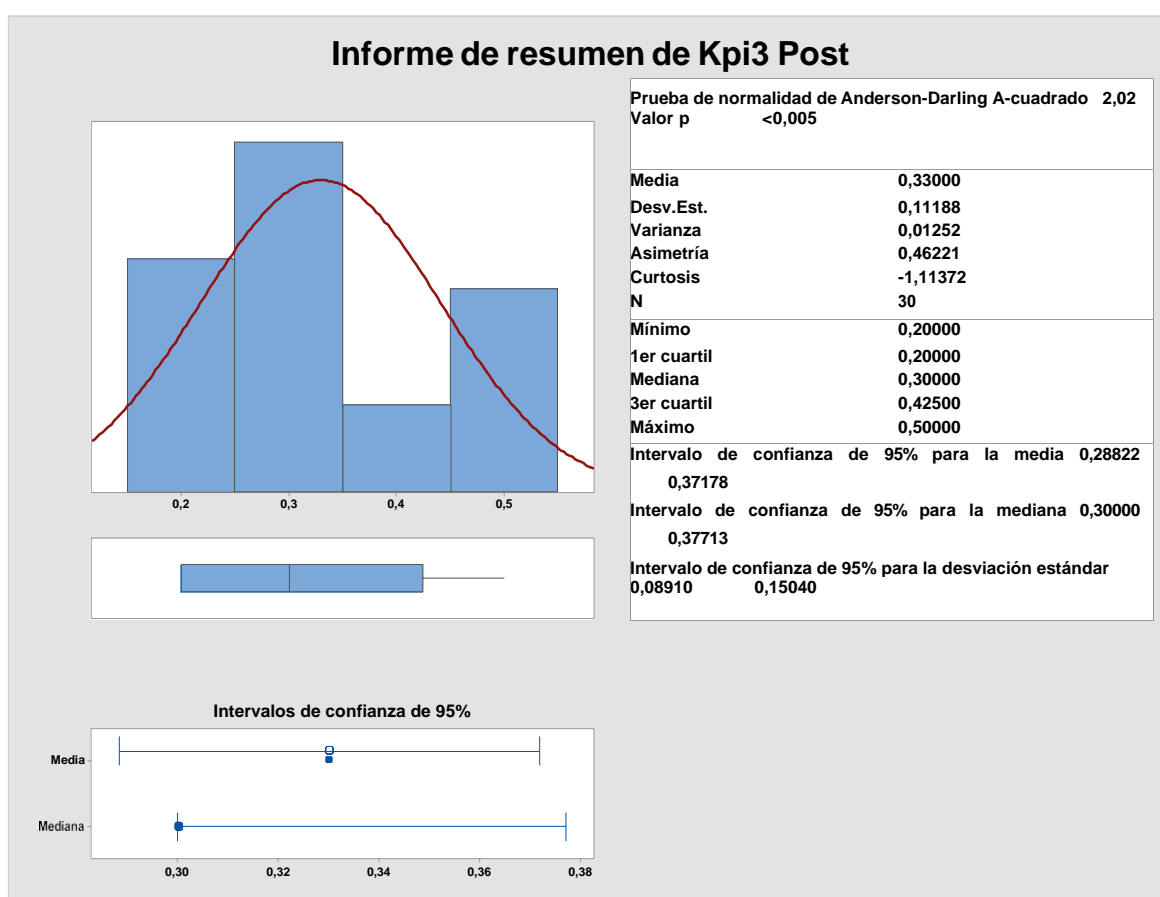 Informe de resumen de Kpi3 Post
Prueba de normalidad de Anderson-Darling A-cuadrado 2,02
Valor p <0,005
Media 0,33000
Desv.Est. 0,11188
Varianza 0,01252
Asimetría 0,46221
Curtosis -1,11372
N 30
Mínimo 0,20000
1er cuartil 0,20000
Mediana 0,30000
3er cuartil 0,42500
Máximo 0,50000
Intervalo de confianza de 95% para la media 0,28822
0,37178
Intervalo de confianza de 95% para la mediana 0,30000
0,37713
Intervalo de confianza de 95% para la desviación estándar
0,08910 0,15040
0,2 0,3 0,4 0,5
Intervalos de confianza de 95%
Media
Mediana
0,30 0,32 0,34 0,36 0,38